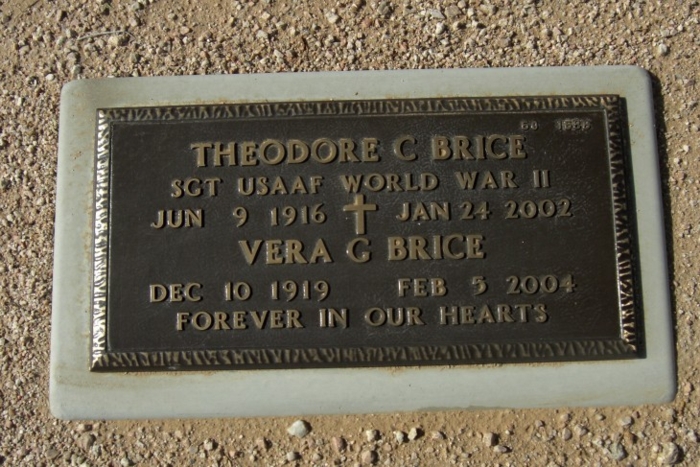 THEODORE C BRICE
SGT USAAF WORLD WAR II
JUN 9 1916 JAN 24 2002
VERA G BRICE
DEC 10 1919 FEB 5 2004
FOREVER IN OUR HEARTS